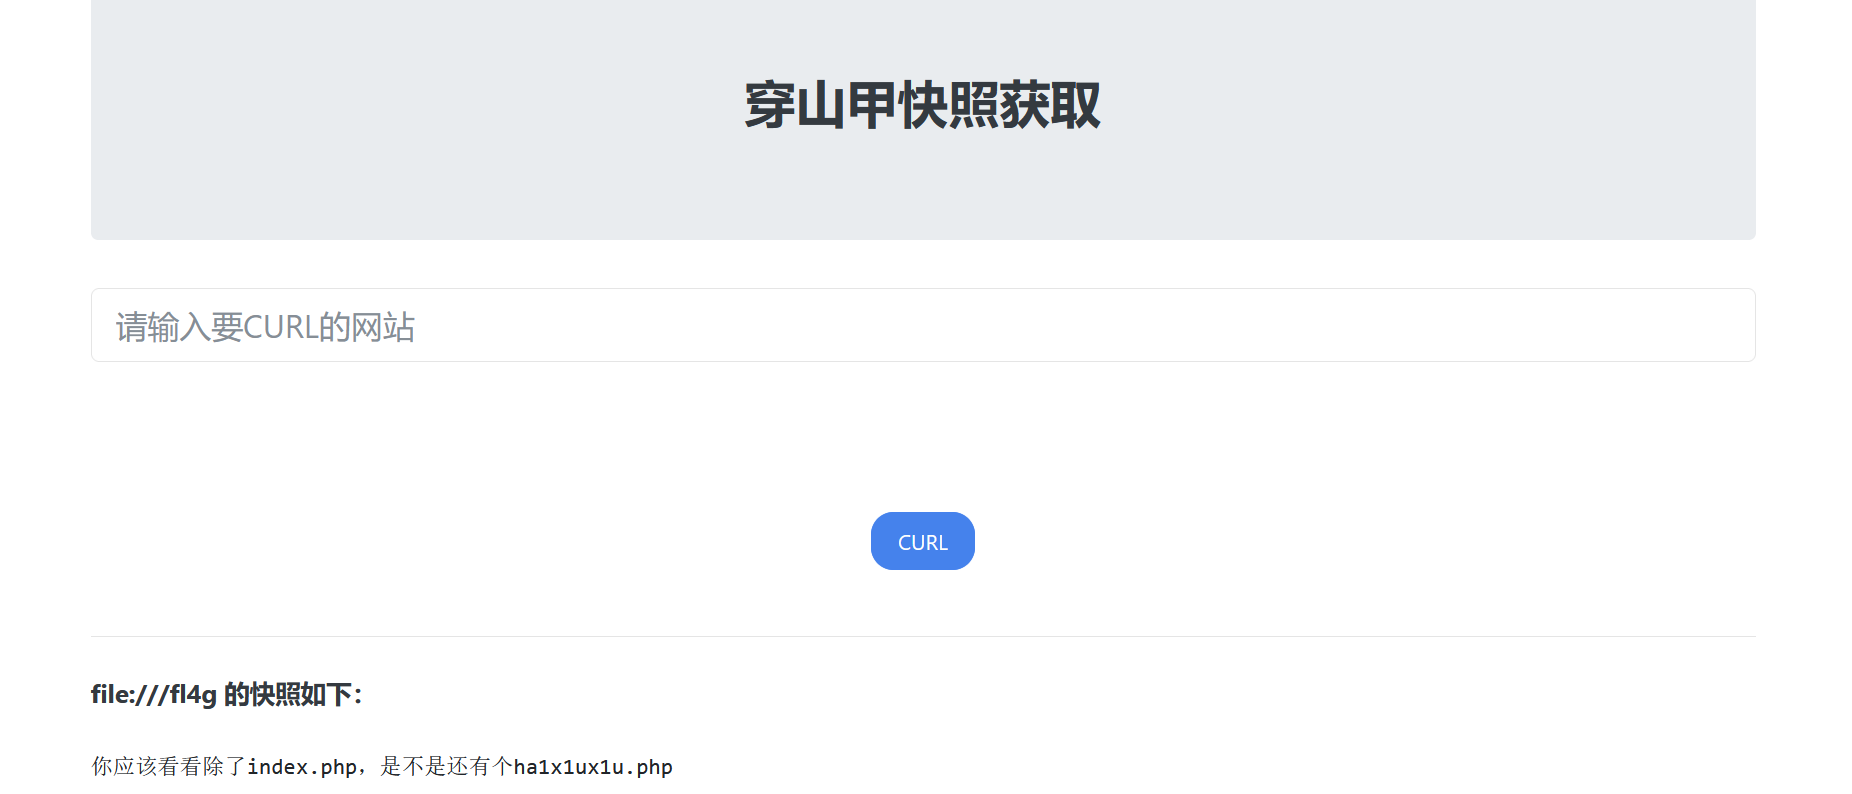 穿山甲快照获取
请输入要CURL的网站
CURL
file:///fl4g 的快照如下：
你应该看看除了index.php，是不是还有个ha1x1ux1u.php